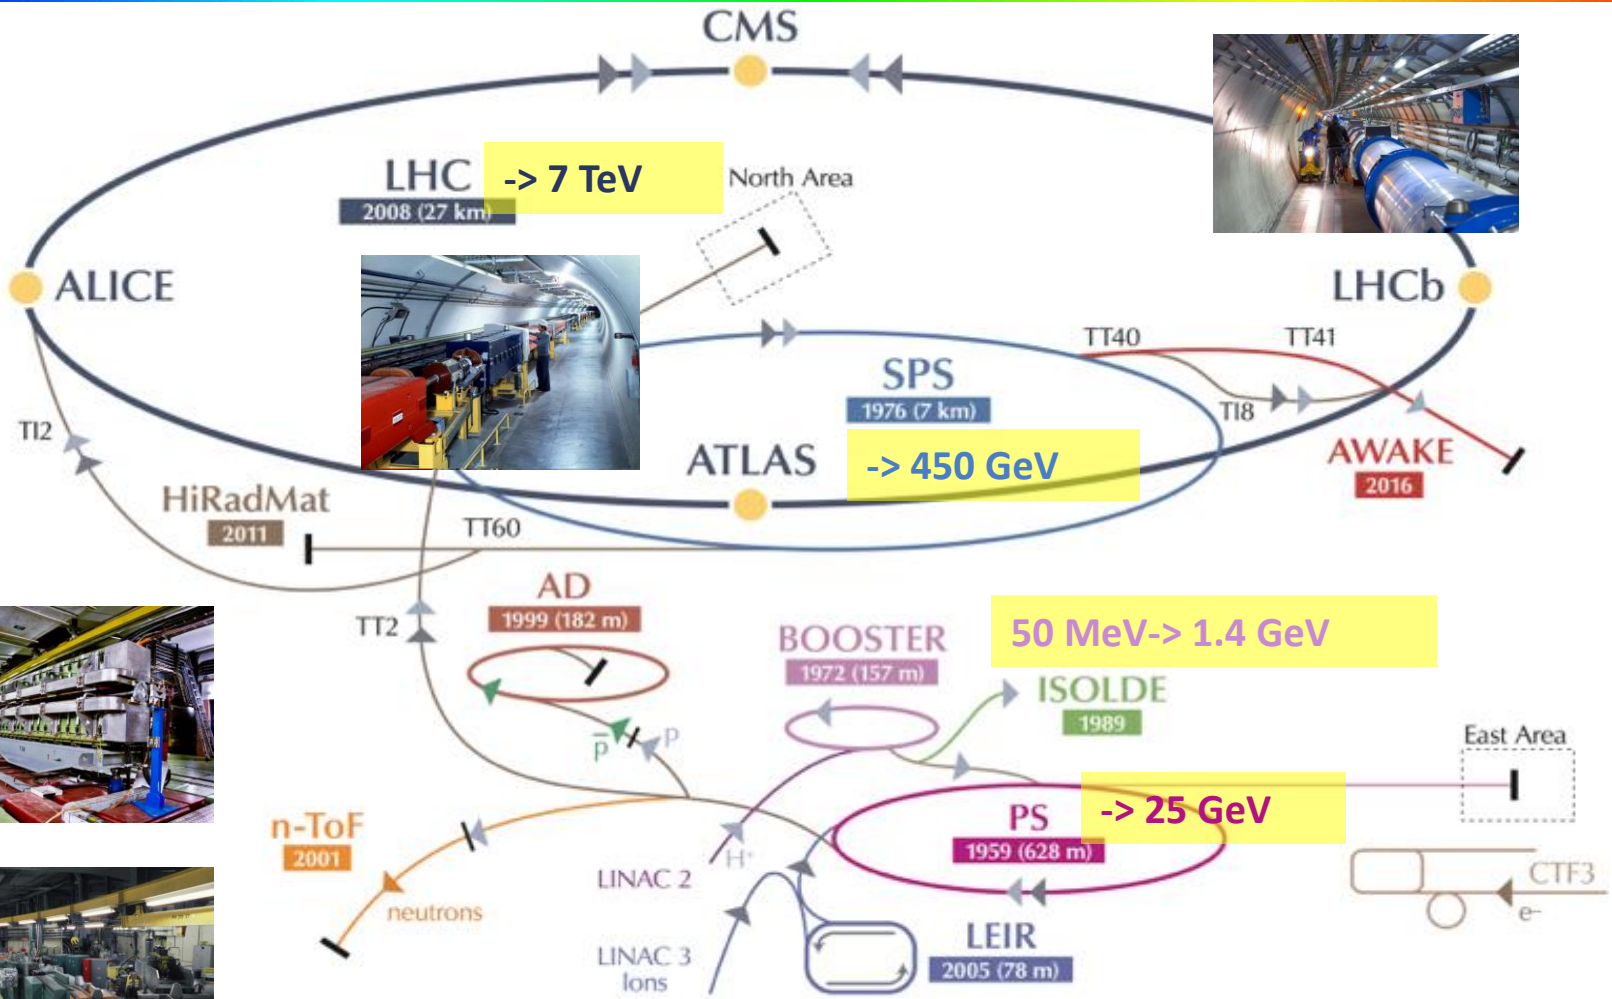 CMS
LHC
-> 7 TeV
2008 (27 km)
North Area
ALICE
LHCb
TT40
TT41
SPS
1976 (7 km)
TI8
TI2
ATLAS
-> 450 GeV
AWAKE
2016
HiRadMat
2011
TT60
AD
1999 (182 m)
TT2
BOOSTER
1972 (157 m)
50 MeV-> 1.4 GeV
ISOLDE
1989
p̅
p
East Area
n-ToF
2001
neutrons
PS
1959 (628 m)
-> 25 GeV
H⁺
LINAC 2
CTF3
e⁻
LEIR
2005 (78 m)
LINAC 3
Ions